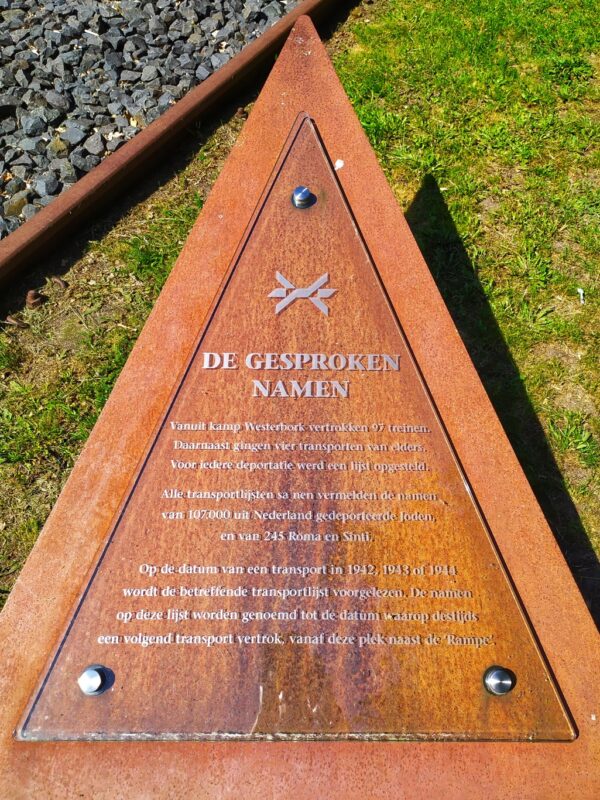 DE GESPROKEN
NAMEN
Vanuit kamp Westerbork vertrokken 97 treinen.
Daarnaast gingen vier transporten van elders.
Voor iedere deportatie werd een lijst opgesteld.
Alle transportlijsten sa nen vermelden de namen
van 107.000 uit Nederland gedeporteerde Joden,
en van 245 Roma en Sinti.
Op de datum van een transport in 1942, 1943 of 1944
wordt de betreffende transportlijst voorgelezen. De namen
op deze lijst worden genoemd tot de datum waarop destijds
een volgend transport vertrok, vanaf deze plek naast de 'Rampe'.